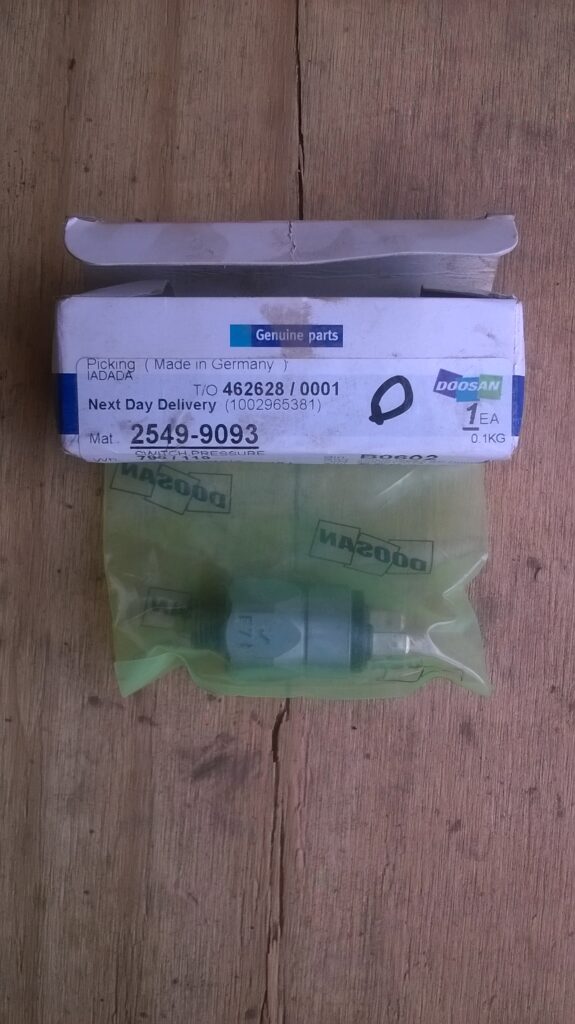 Genuine parts
Picking ( Made in Germany )
IADADA
T/O 462628 / 0001
DOOSAN
Next Day Delivery (1002965381)
1 EA
Mat 2549-9093
0.1KG
SWITCH PRESSURE
DOOSAN
DOOSAN